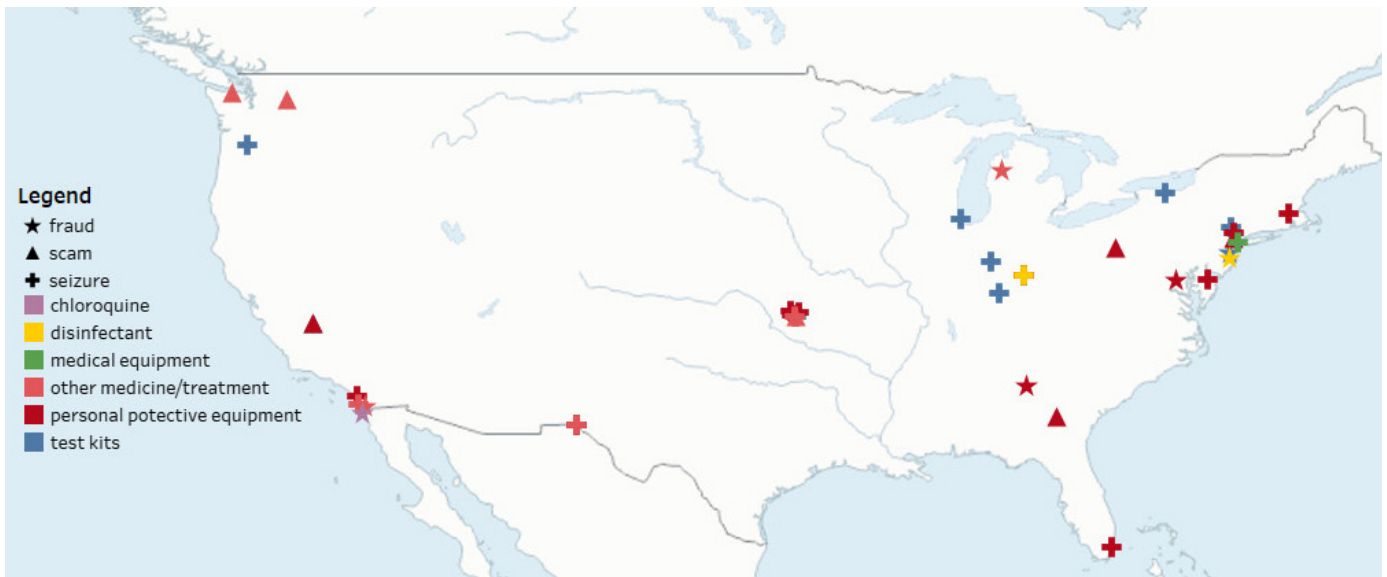 Legend
fraud
scam
seizure
chloroquine
disinfectant
medical equipment
other medicine/treatment
personal potective equipment
test kits